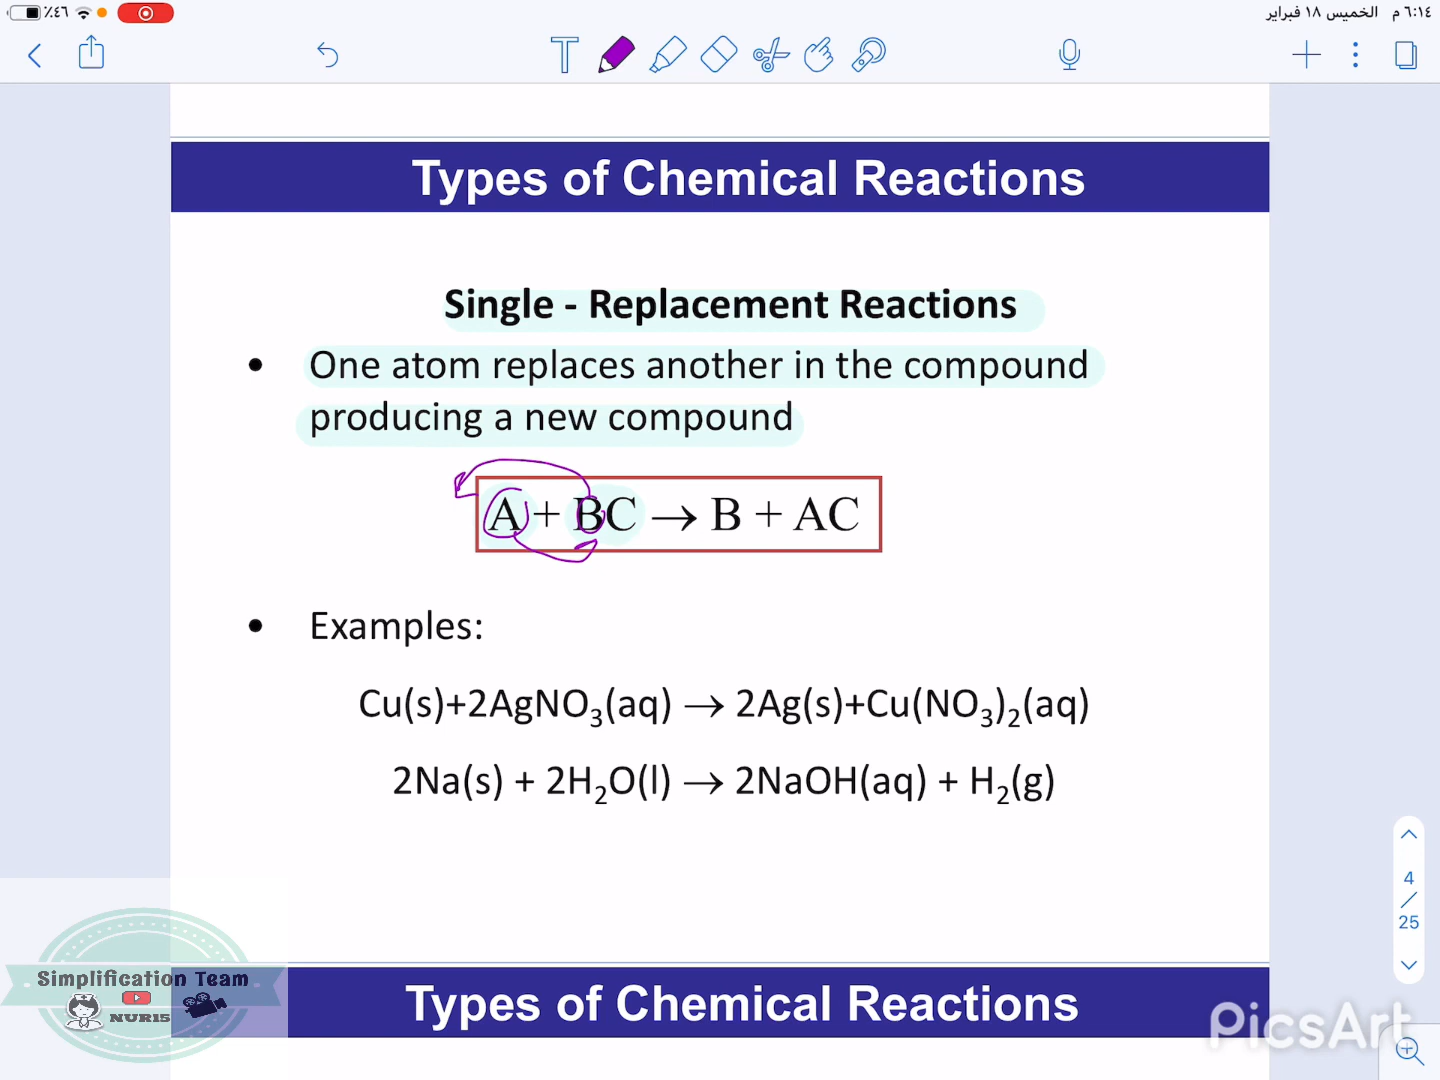 ٪٤٦
٦:١٤ م الخميس ١٨ فبراير
T
Types of Chemical Reactions
Single - Replacement Reactions
• One atom replaces another in the compound
producing a new compound
A + BC → B + AC
• Examples:
Cu(s)+2AgNO₃(aq) → 2Ag(s)+Cu(NO₃)₂(aq)
2Na(s) + 2H₂O(l) → 2NaOH(aq) + H₂(g)
4
/
25
Simplification Team
NUR15
Types of Chemical Reactions
PicsArt